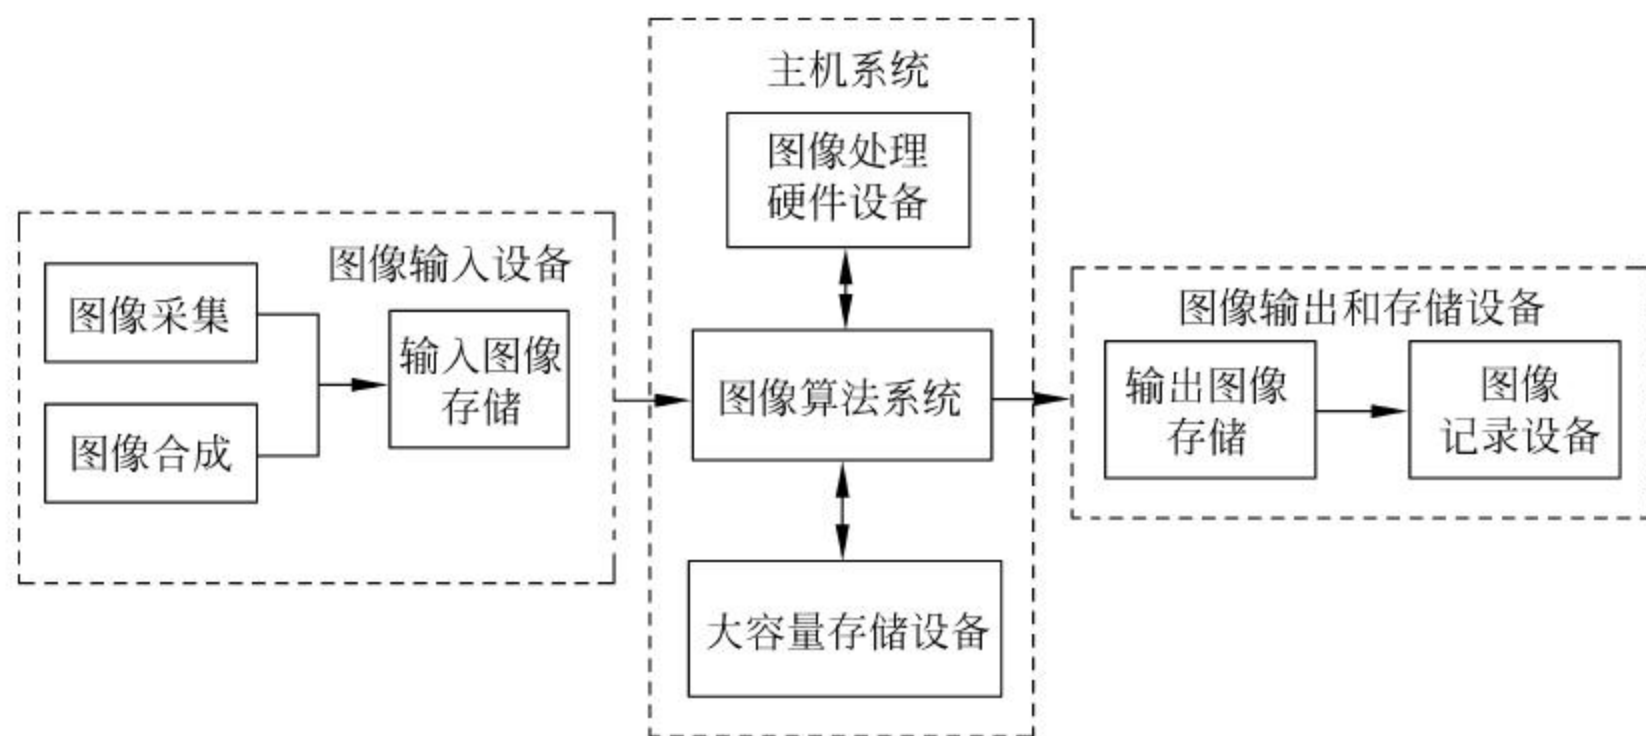 图像输入设备
图像采集
图像合成
输入图像
存储
主机系统
图像处理
硬件设备
图像算法系统
大容量存储设备
图像输出和存储设备
输出图像
存储
图像
记录设备